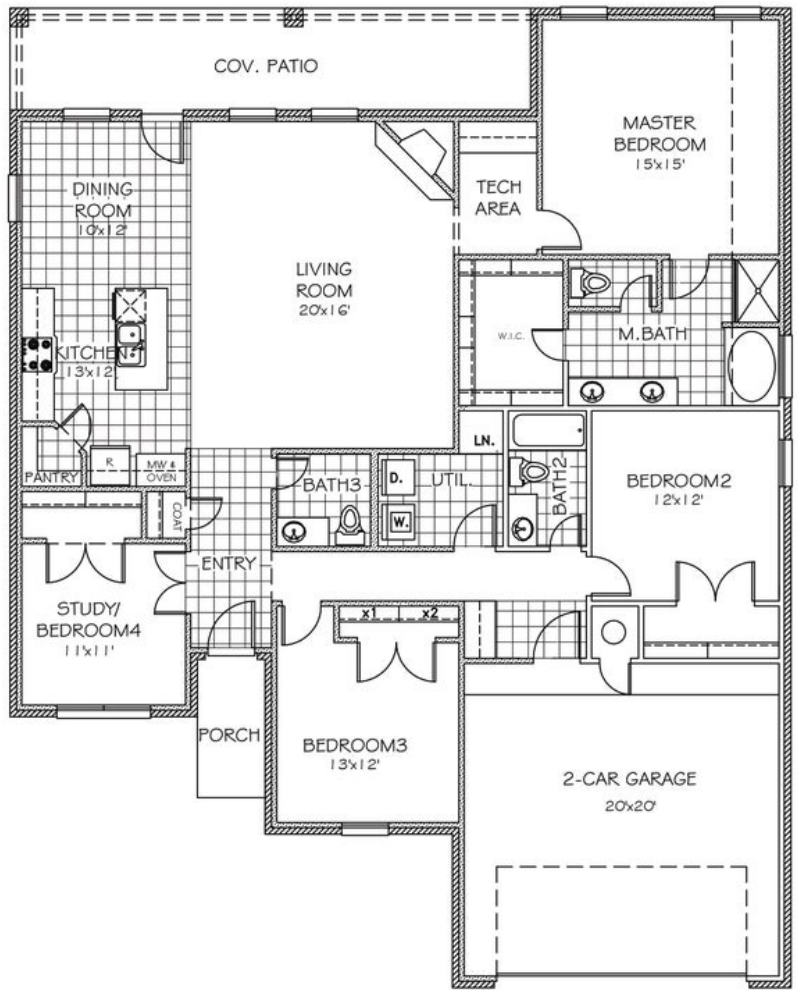 COV. PATIO
MASTER
BEDROOM
15'x15'
DINING
ROOM
10'x12'
TECH
AREA
LIVING
ROOM
20'x16'
W.I.C.
M.BATH
KITCHEN
13'x12'
PANTRY
R
MW &
OVEN
LN.
D.
UTIL.
W.
BATH3
BATH2
BEDROOM2
12'x12'
COAT
ENTRY
STUDY/
BEDROOM4
11'x11'
x1
x2
PORCH
BEDROOM3
13'x12'
2-CAR GARAGE
20'x20'